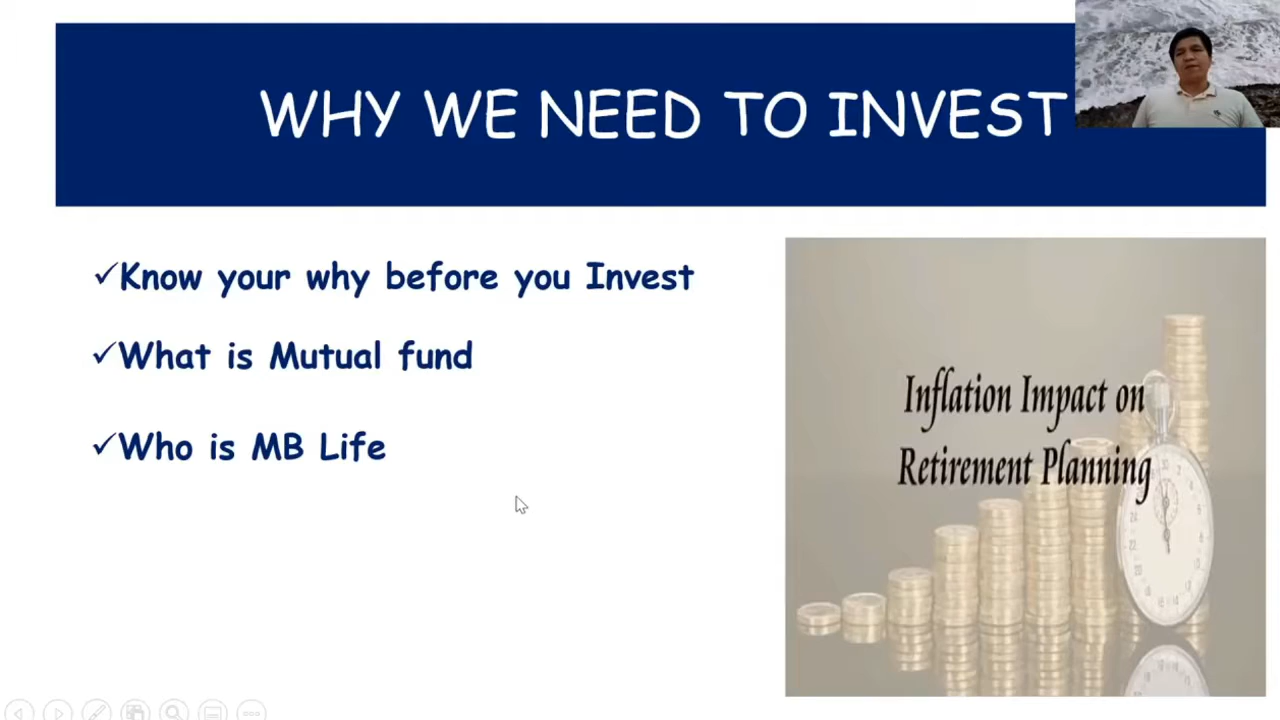 WHY WE NEED TO INVEST
✓Know your why before you Invest
✓What is Mutual fund
✓Who is MB Life
Inflation Impact on
Retirement Planning